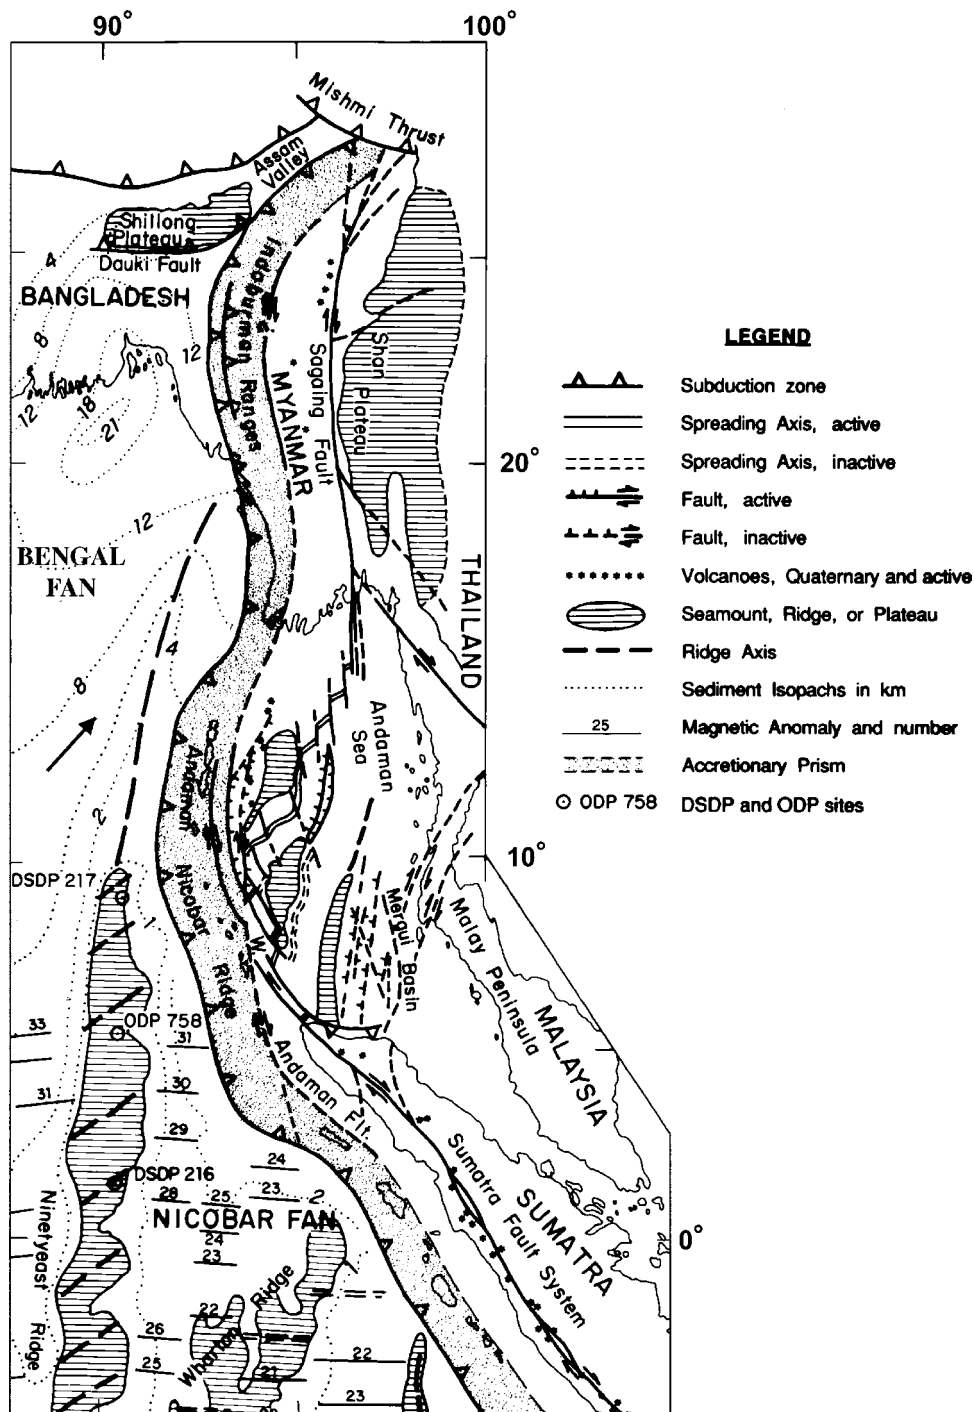 90°
100°
Mishmi Thrust
Assam
Valley
Shillong
Plateau
Dauki Fault
4
BANGLADESH
8
12
12
18
21
Indoburman Ranges
MYANMAR
Sagaing Fault
Shan Plateau
20°
12
BENGAL
FAN
THAILAND
4
8
2
Andaman
Sea
Andaman
Nicobar
Ridge
10°
DSDP 217
1
W.
Mergui
Basin
Malay Peninsula
MALAYSIA
ODP 758
33
31
31
30
29
Andaman Flt.
DSDP 216
24
28
25
23
2
NICOBAR FAN
24
23
Sumatra Fault System
SUMATRA
0°
Ninetyeast
Ridge
22
26
25
Wharton Ridge
21
22
23
LEGEND
Subduction zone
Spreading Axis, active
Spreading Axis, inactive
Fault, active
Fault, inactive
Volcanoes, Quaternary and active
Seamount, Ridge, or Plateau
Ridge Axis
Sediment Isopachs in km
25 Magnetic Anomaly and number
Accretionary Prism
ODP 758 DSDP and ODP sites